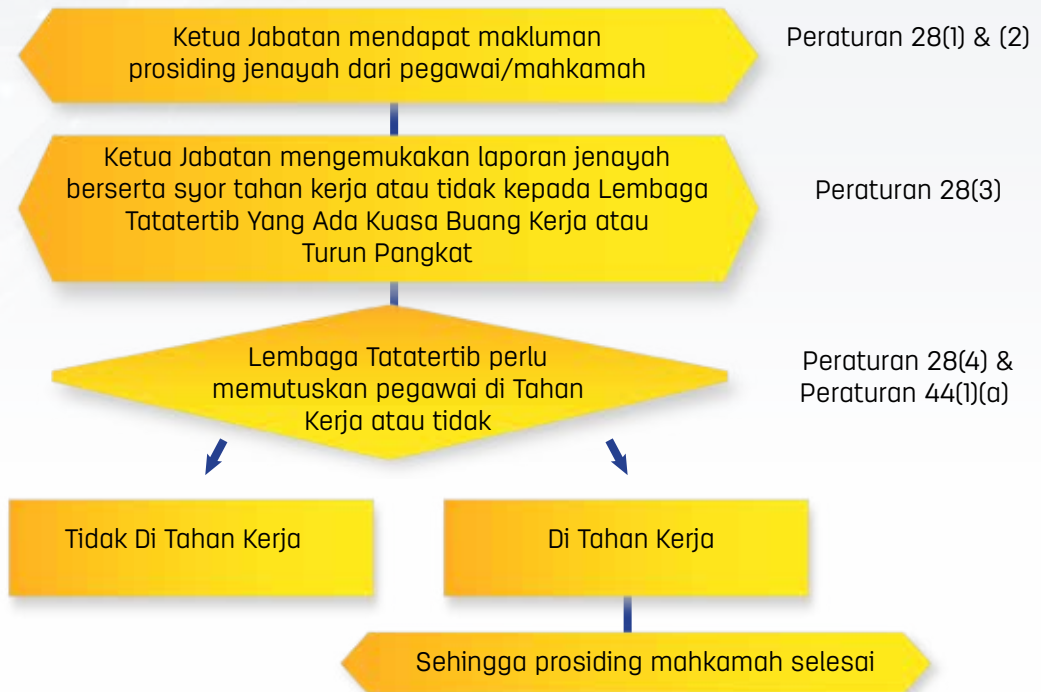 Ketua Jabatan mendapat makluman
prosiding jenayah dari pegawai/mahkamah
Peraturan 28(1) & (2)
Ketua Jabatan mengemukakan laporan jenayah
berserta syor tahan kerja atau tidak kepada Lembaga
Tatatertib Yang Ada Kuasa Buang Kerja atau
Turun Pangkat
Peraturan 28(3)
Lembaga Tatatertib perlu
memutuskan pegawai di Tahan
Kerja atau tidak
Peraturan 28(4) &
Peraturan 44(1)(a)
Tidak Di Tahan Kerja
Di Tahan Kerja
Sehingga prosiding mahkamah selesai